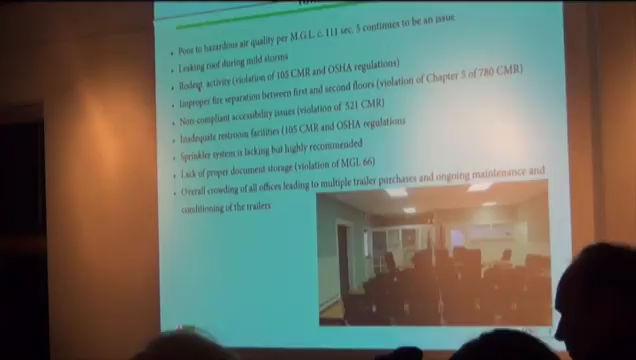 • Poor to hazardous air quality per M.G.L. c. 111 sec. 5 continues to be an issue
• Leaking roof during mild storms
• Rodent activity (violation of 105 CMR and OSHA regulations)
• Improper fire separation between first and second floors (violation of Chapter 5 of 780 CMR)
• Non-compliant accessibility issues (violation of 521 CMR)
• Inadequate restroom facilities (105 CMR and OSHA regulations
• Sprinkler system is lacking but highly recommended
• Lack of proper document storage (violation of MGL 66)
• Overall crowding of all offices leading to multiple trailer purchases and ongoing maintenance and
conditioning of the trailers